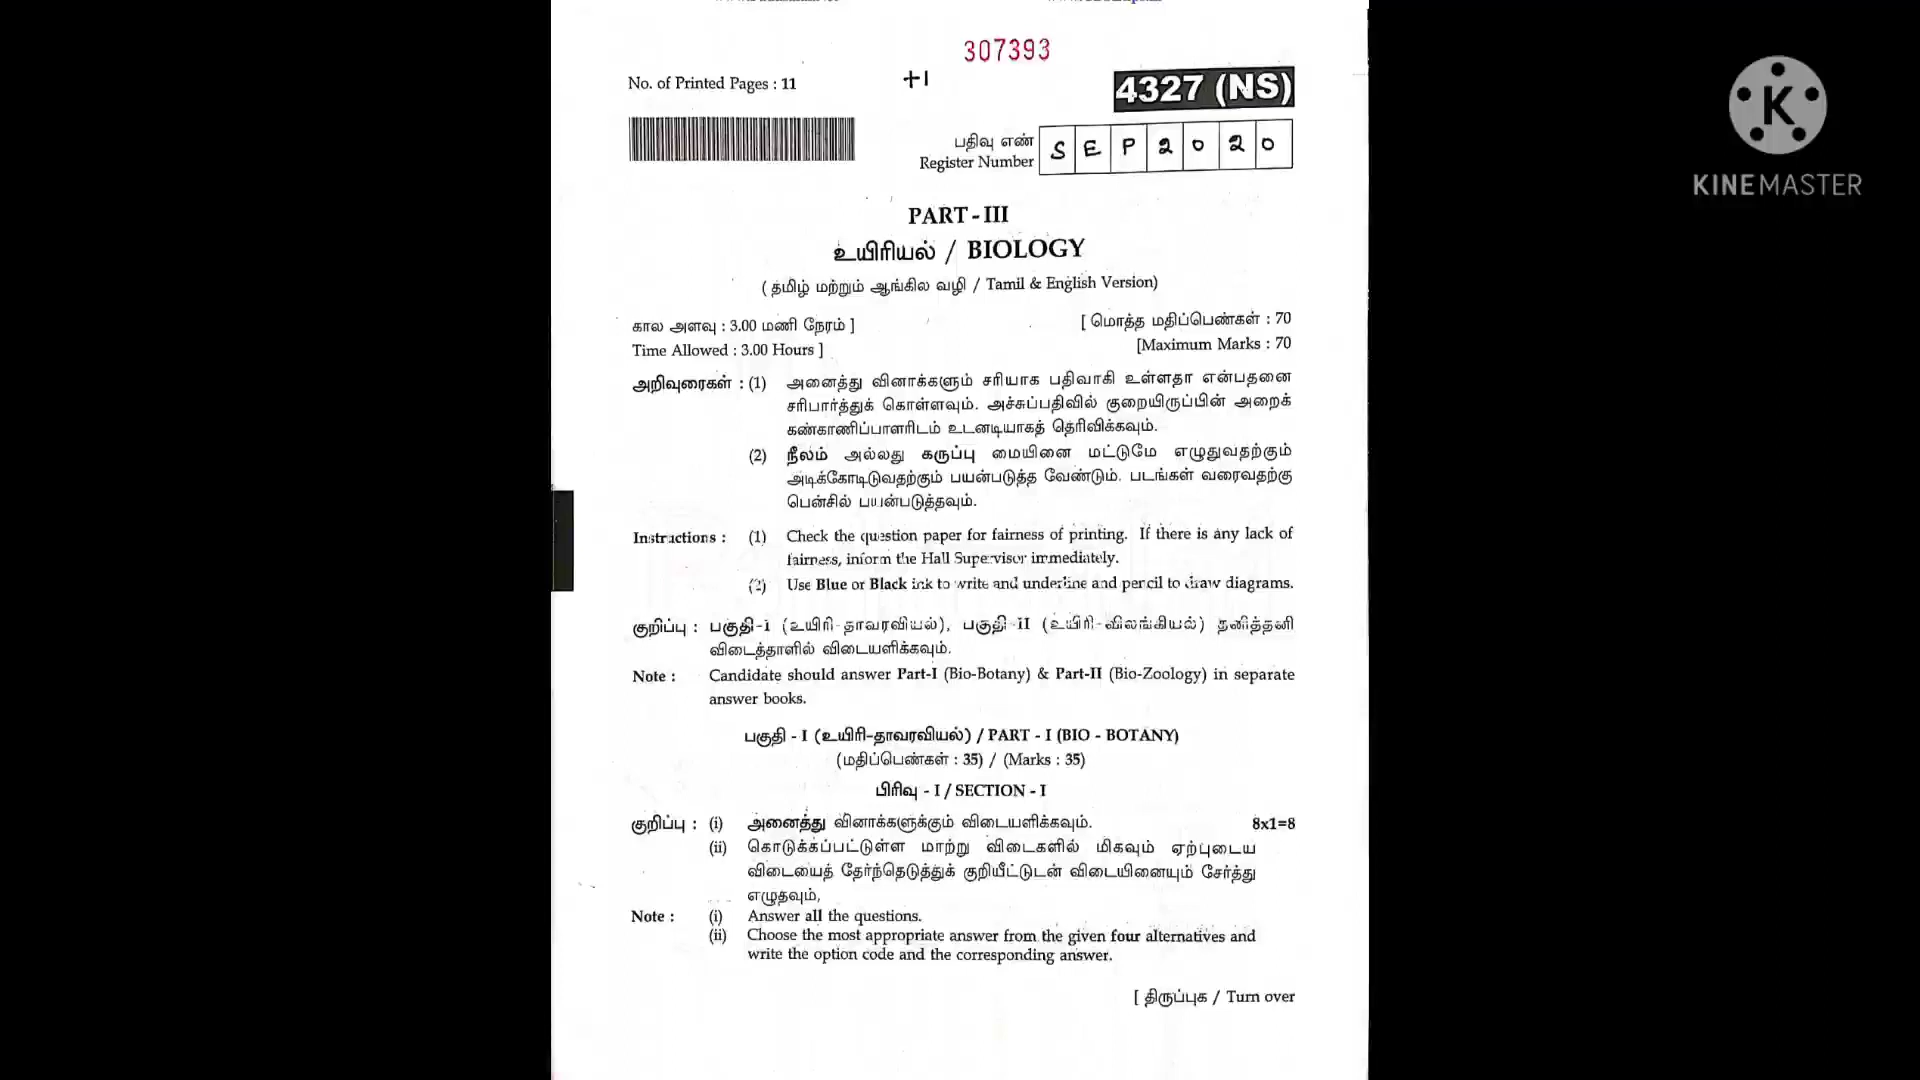 307393
No. of Printed Pages : 11
+1
4327 (NS)
பதிவு எண்
Register Number
S E P 2 0 2 0
K
KINEMASTER
PART - III
உயிரியல் / BIOLOGY
( தமிழ் மற்றும் ஆங்கில வழி / Tamil & English Version)
கால அளவு : 3.00 மணி நேரம் ]
[ மொத்த மதிப்பெண்கள் : 70
Time Allowed : 3.00 Hours ]
[Maximum Marks : 70
அறிவுரைகள் : (1) அனைத்து வினாக்களும் சரியாக பதிவாகி உள்ளதா என்பதனை
சரிபார்த்துக் கொள்ளவும். அச்சுப்பதிவில் குறையிருப்பின் அறைக்
கண்காணிப்பாளரிடம் உடனடியாகத் தெரிவிக்கவும்.
(2) நீலம் அல்லது கருப்பு மையினை மட்டுமே எழுதுவதற்கும்
அடிக்கோடிடுவதற்கும் பயன்படுத்த வேண்டும். படங்கள் வரைவதற்கு
பென்சில் பயன்படுத்தவும்.
Instructions : (1) Check the question paper for fairness of printing. If there is any lack of
fairness, inform the Hall Supervisor immediately.
(2) Use Blue or Black ink to write and underline and pencil to draw diagrams.
குறிப்பு : பகுதி-I (உயிரி-தாவரவியல்), பகுதி-II (உயிரி-விலங்கியல்) தனித்தனி
விடைத்தாளில் விடையளிக்கவும்.
Note : Candidate should answer Part-I (Bio-Botany) & Part-II (Bio-Zoology) in separate
answer books.
பகுதி - I (உயிரி-தாவரவியல்) / PART - I (BIO - BOTANY)
(மதிப்பெண்கள் : 35) / (Marks : 35)
பிரிவு - I / SECTION - I
குறிப்பு : (i) அனைத்து வினாக்களுக்கும் விடையளிக்கவும். 8x1=8
(ii) கொடுக்கப்பட்டுள்ள மாற்று விடைகளில் மிகவும் ஏற்புடைய
விடையைத் தேர்ந்தெடுத்துக் குறியீட்டுடன் விடையினையும் சேர்த்து
எழுதவும்,
Note : (i) Answer all the questions.
(ii) Choose the most appropriate answer from the given four alternatives and
write the option code and the corresponding answer.
[ திருப்புக / Turn over